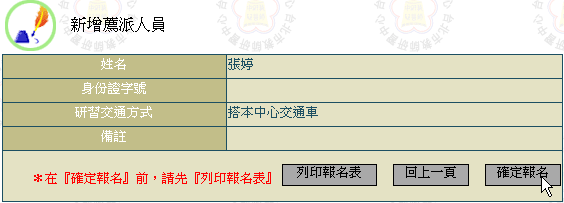 新增薦派人員
姓名 張婷
身份證字號
研習交通方式 搭本中心交通車
備註
＊在『確定報名』前，請先『列印報名表』 列印報名表 回上一頁 確定報名